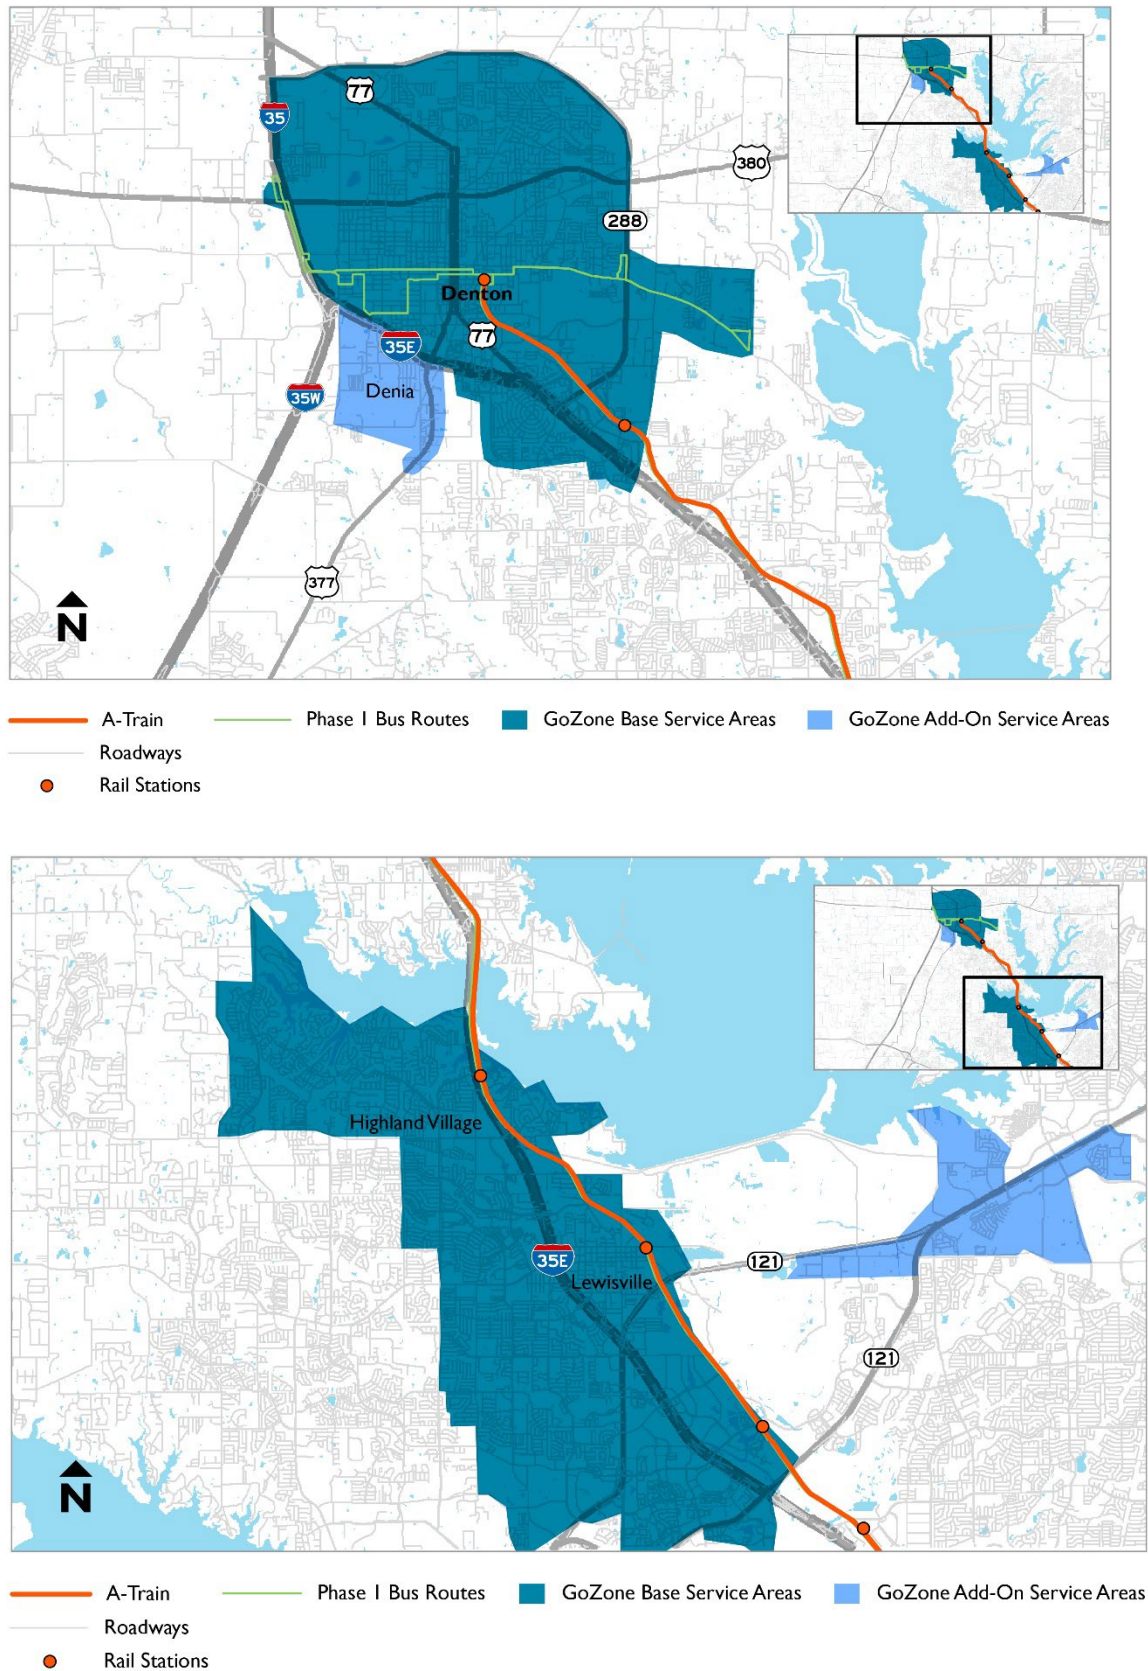 77
35
380
288
Denton
77
35E
Denia
35W
377
N
A-Train Phase 1 Bus Routes GoZone Base Service Areas GoZone Add-On Service Areas
Roadways
Rail Stations
Highland Village
35E
121
Lewisville
121
N
A-Train Phase 1 Bus Routes GoZone Base Service Areas GoZone Add-On Service Areas
Roadways
Rail Stations